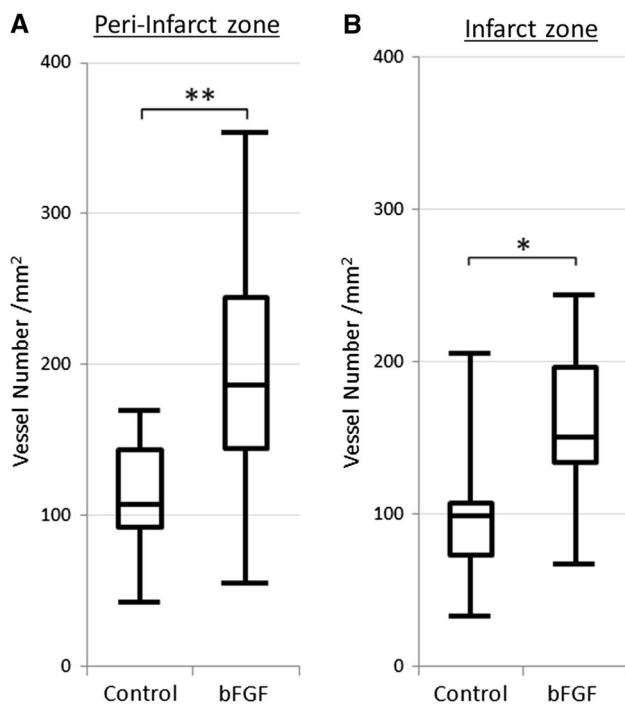 A
Peri-Infarct zone
Vessel Number /mm²
400
300
200
100
0
**
Control
bFGF
B
Infarct zone
Vessel Number /mm²
400
300
200
100
0
*
Control
bFGF